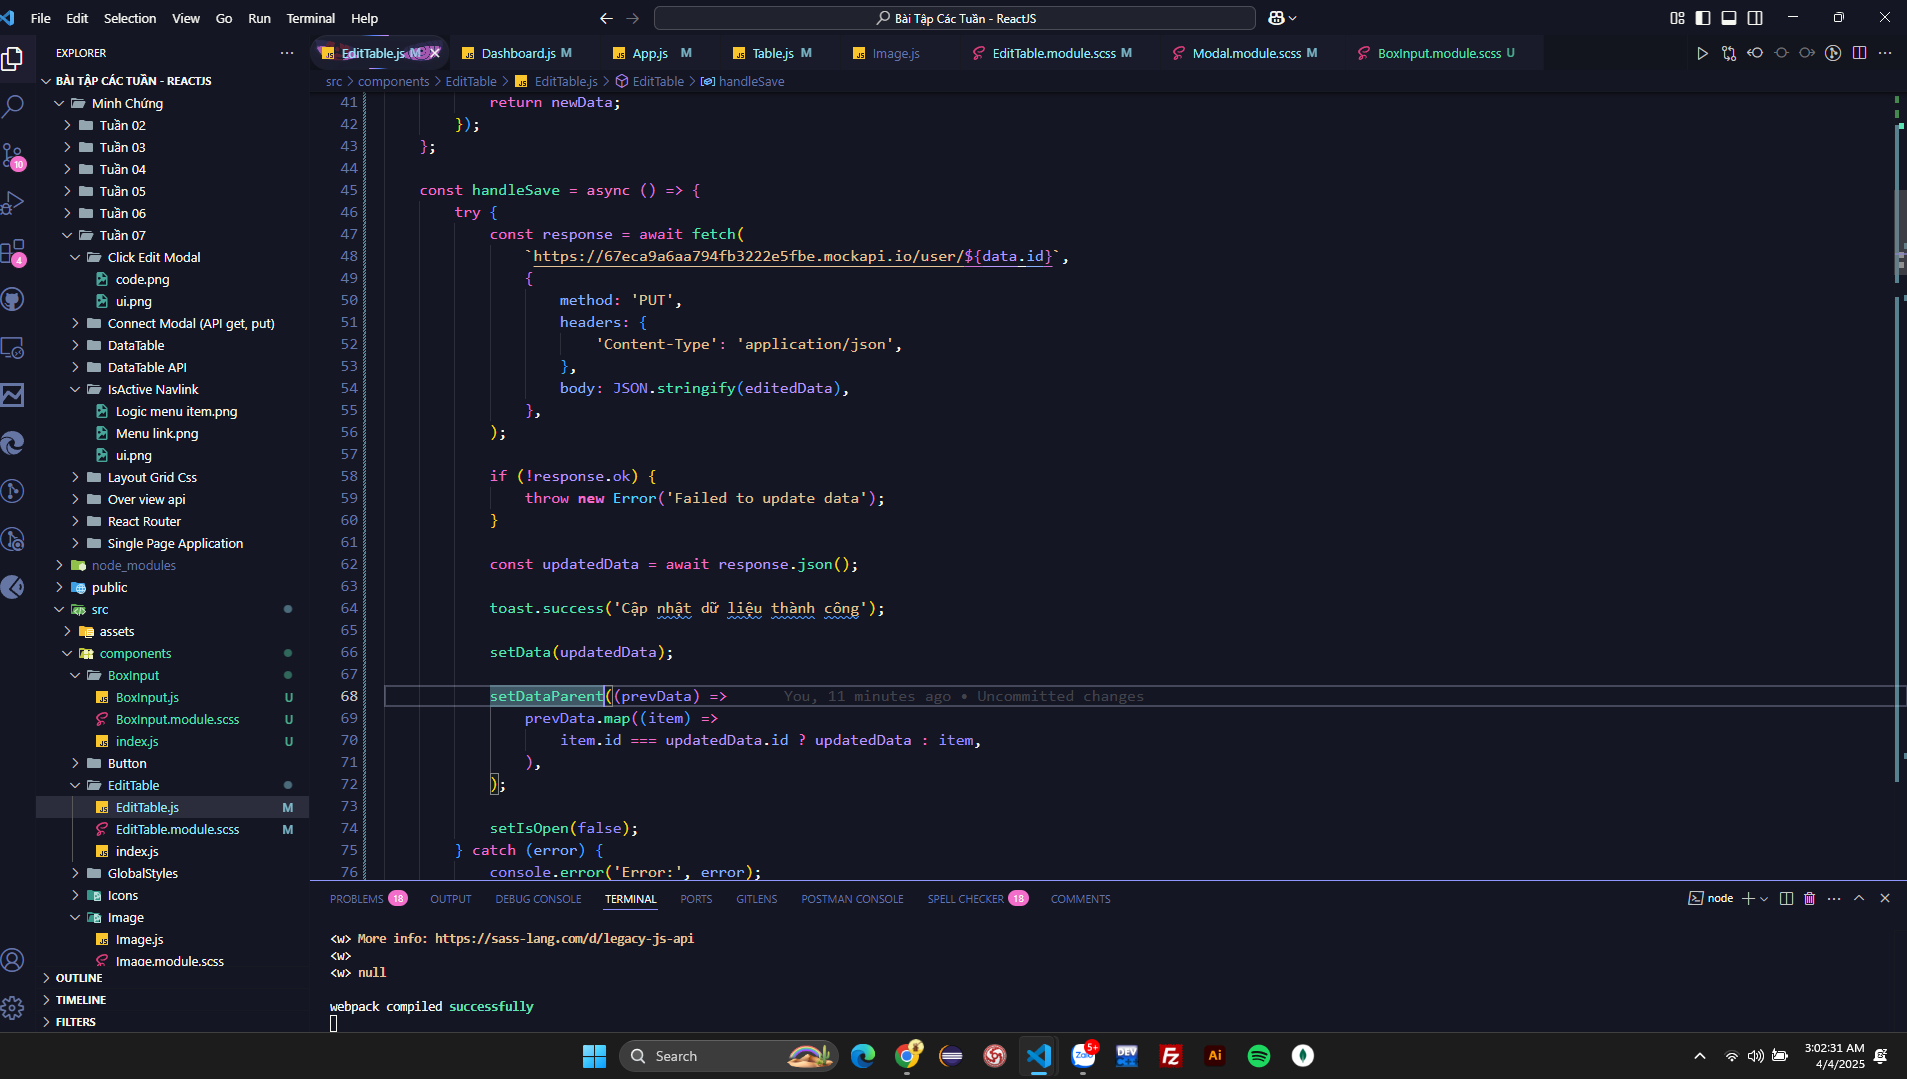 File Edit Selection View Go Run Terminal Help
Bài Tập Các Tuần - ReactJS
EXPLORER
BÀI TẬP CÁC TUẦN - REACTJS
Minh Chứng
Tuần 02
Tuần 03
Tuần 04
Tuần 05
Tuần 06
Tuần 07
Click Edit Modal
code.png
ui.png
Connect Modal (API get, put)
DataTable
DataTable API
IsActive Navlink
Logic menu item.png
Menu link.png
ui.png
Layout Grid Css
Over view api
React Router
Single Page Application
node_modules
public
src
assets
components
BoxInput
BoxInput.js U
BoxInput.module.scss U
index.js U
Button
EditTable
EditTable.js M
EditTable.module.scss M
index.js
GlobalStyles
Icons
Image
Image.js
Image.module.scss
OUTLINE
TIMELINE
FILTERS
10
4
EditTable.js M Dashboard.js M App.js M Table.js M Image.js EditTable.module.scss M Modal.module.scss M BoxInput.module.scss U
src > components > EditTable > EditTable.js > EditTable > handleSave
41 return newData;
42 });
43 };
44
45 const handleSave = async () => {
46 try {
47 const response = await fetch(
48 `https://67eca9a6aa794fb3222e5fbe.mockapi.io/user/${data.id}`,
49 {
50 method: 'PUT',
51 headers: {
52 'Content-Type': 'application/json',
53 },
54 body: JSON.stringify(editedData),
55 },
56 );
57
58 if (!response.ok) {
59 throw new Error('Failed to update data');
60 }
61
62 const updatedData = await response.json();
63
64 toast.success('Cập nhật dữ liệu thành công');
65
66 setData(updatedData);
67
68 setDataParent((prevData) => You, 11 minutes ago • Uncommitted changes
69 prevData.map((item) =>
70 item.id === updatedData.id ? updatedData : item,
71 ),
72 );
73
74 setIsOpen(false);
75 } catch (error) {
76 console.error('Error:', error);
PROBLEMS 18 OUTPUT DEBUG CONSOLE TERMINAL PORTS GITLENS POSTMAN CONSOLE SPELL CHECKER 18 COMMENTS
node
<w> More info: https://sass-lang.com/d/legacy-js-api
<w>
<w> null
webpack compiled successfully
Search
Zalo
5+
DEV
C++
Fz
Ai
3:02:31 AM
4/4/2025